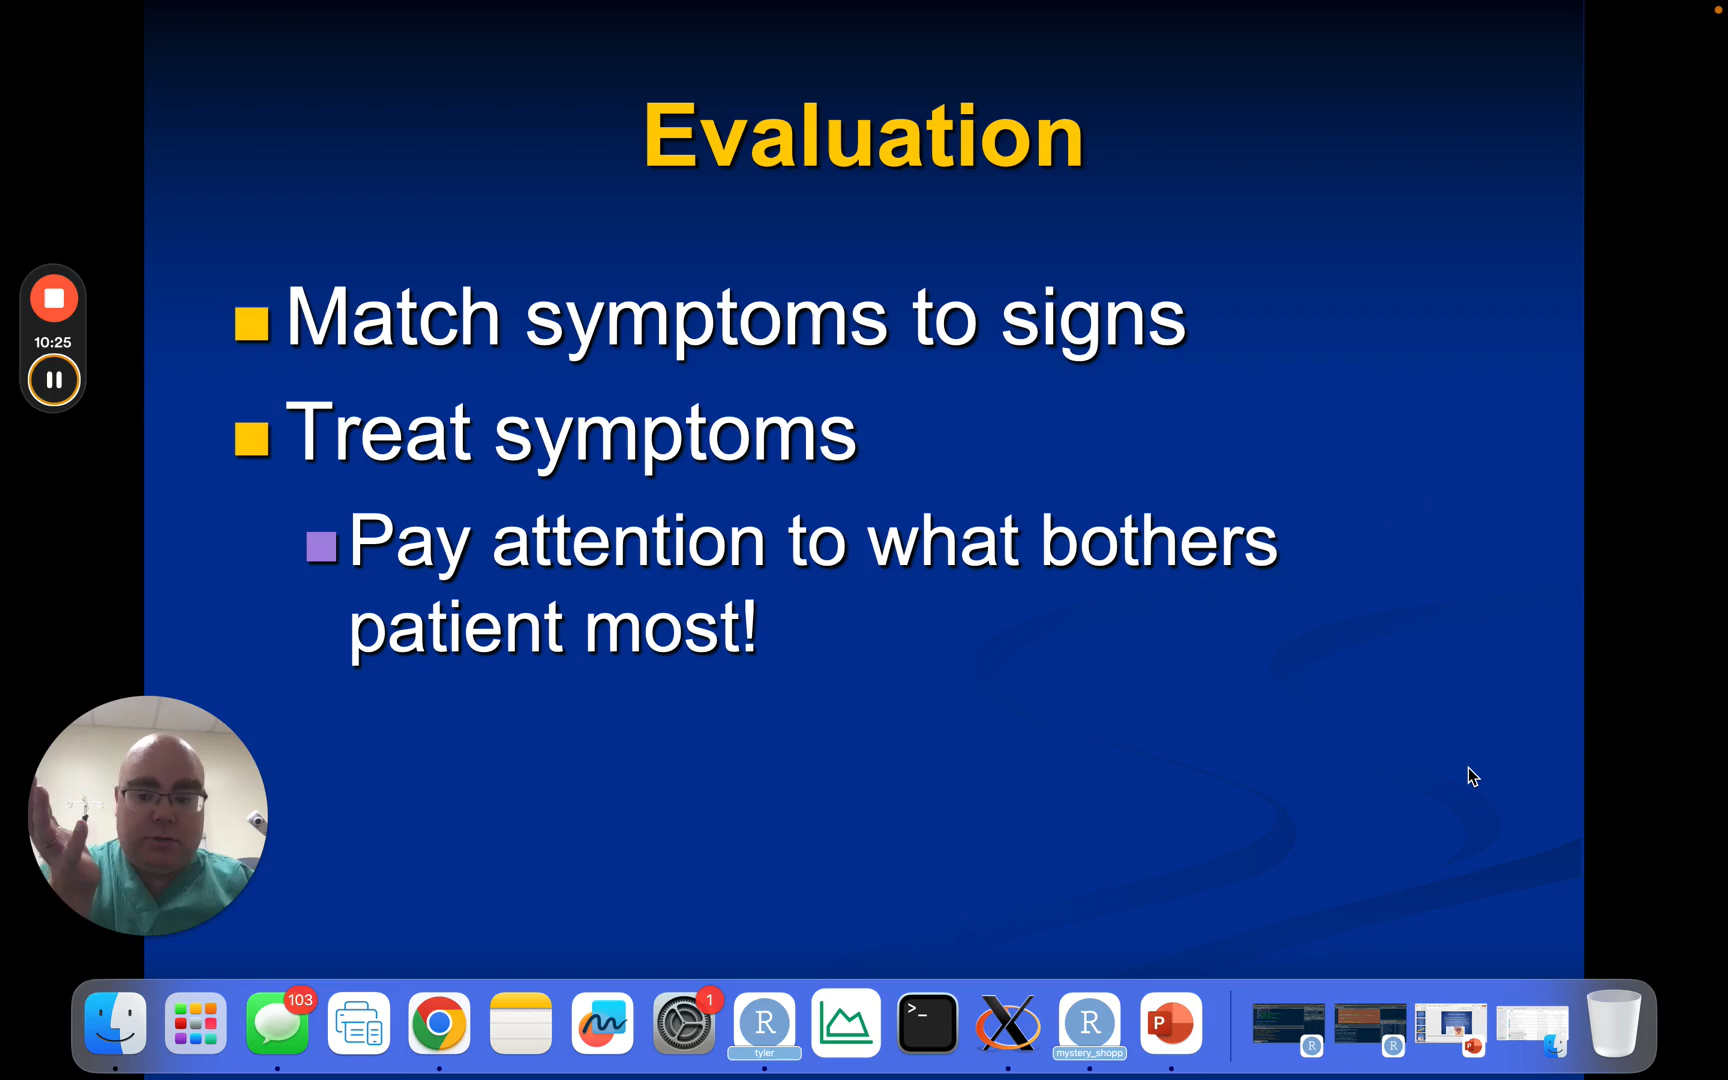 Evaluation
Match symptoms to signs
Treat symptoms
Pay attention to what bothers
patient most!
10:25
103
1
R
tyler
>_
X
R
mystery_shopp
P
R
R
P